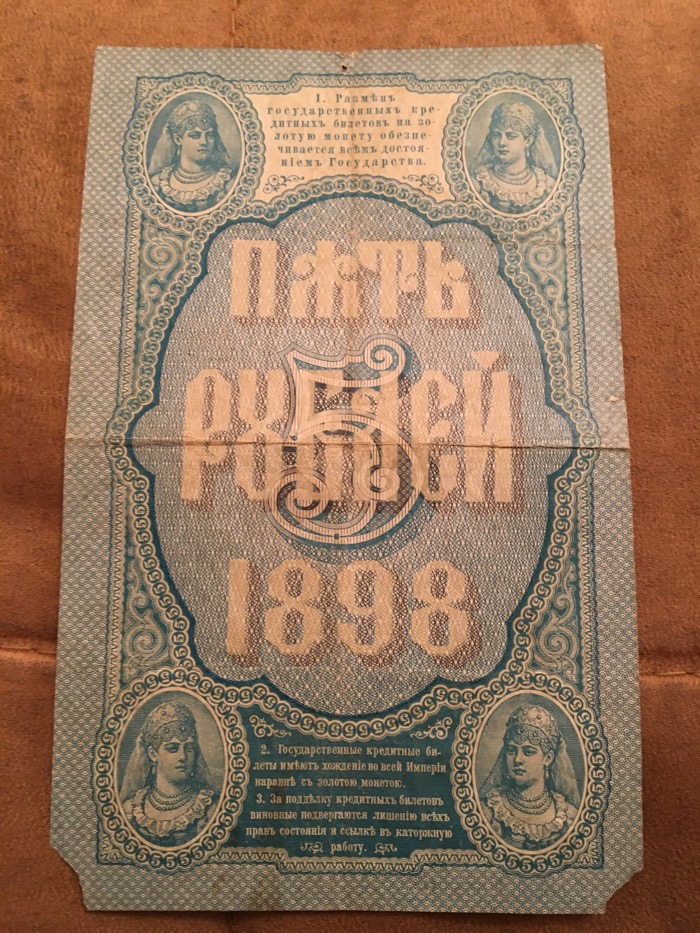 1. Размѣнъ
государственныхъ кре-
дитныхъ билетовъ на зо-
лотую монету обезпе-
чивается всѣмъ достоя-
ніемъ Государства.
ПЯТЬ
5
РУБЛЕЙ
1898
2. Государственные кредитные би-
леты имѣютъ хожденіе во всей Имперіи
наравнѣ съ золотою монетою.
3. За поддѣлку кредитныхъ билетовъ
виновные подвергаются лишенію всѣхъ
правъ состоянія и ссылкѣ въ каторжную
работу.